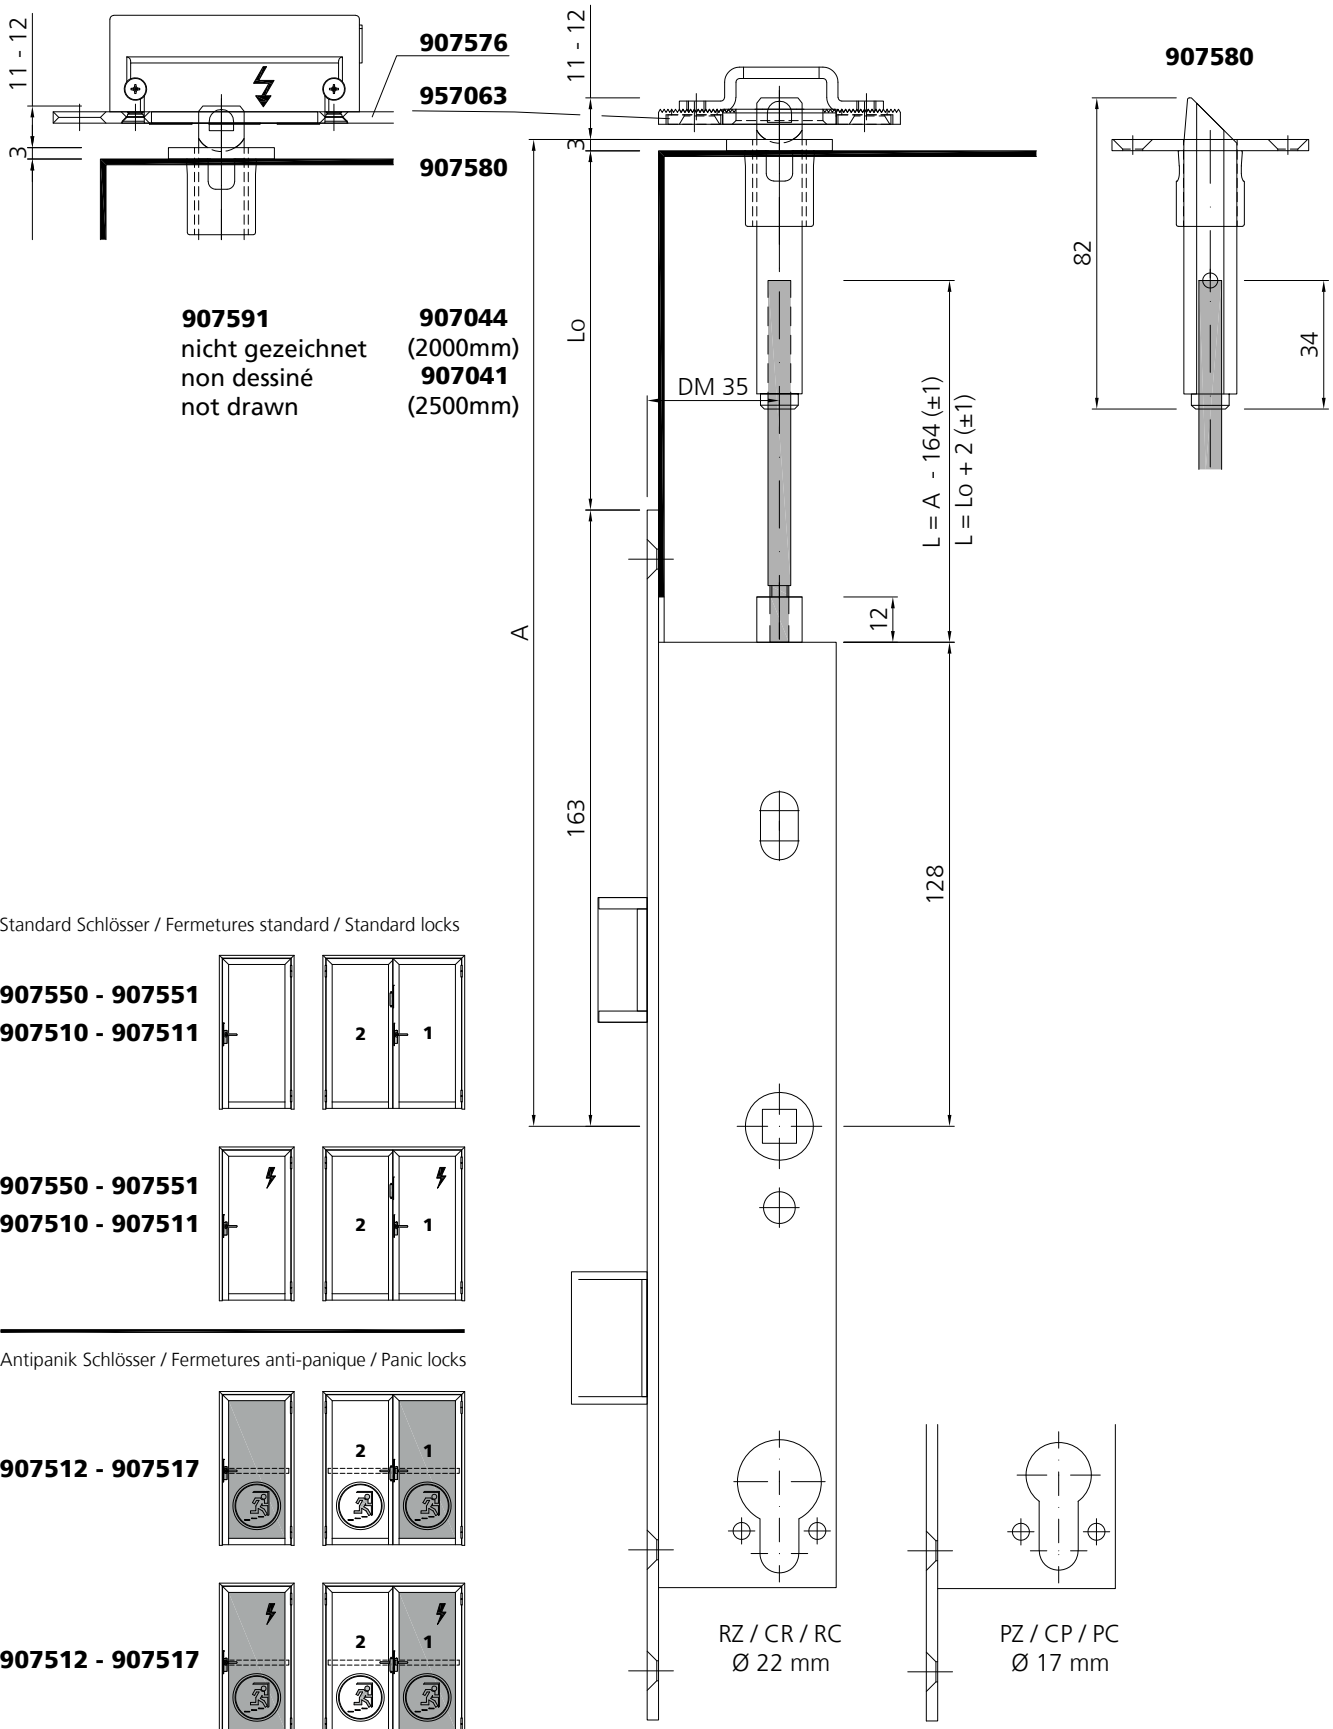 11 - 12
3
907576
957063
907580
11 - 12
3
907580
82
34
907591
nicht gezeichnet
non dessiné
not drawn
907044
(2000mm)
907041
(2500mm)
Lo
DM 35
L = A - 164 (±1)
L = Lo + 2 (±1)
12
A
163
128
Standard Schlösser / Fermetures standard / Standard locks
907550 - 907551
907510 - 907511
2 1
907550 - 907551
907510 - 907511
2 1
Antipanik Schlösser / Fermetures anti-panique / Panic locks
907512 - 907517
2 1
907512 - 907517
2 1
RZ / CR / RC
Ø 22 mm
PZ / CP / PC
Ø 17 mm